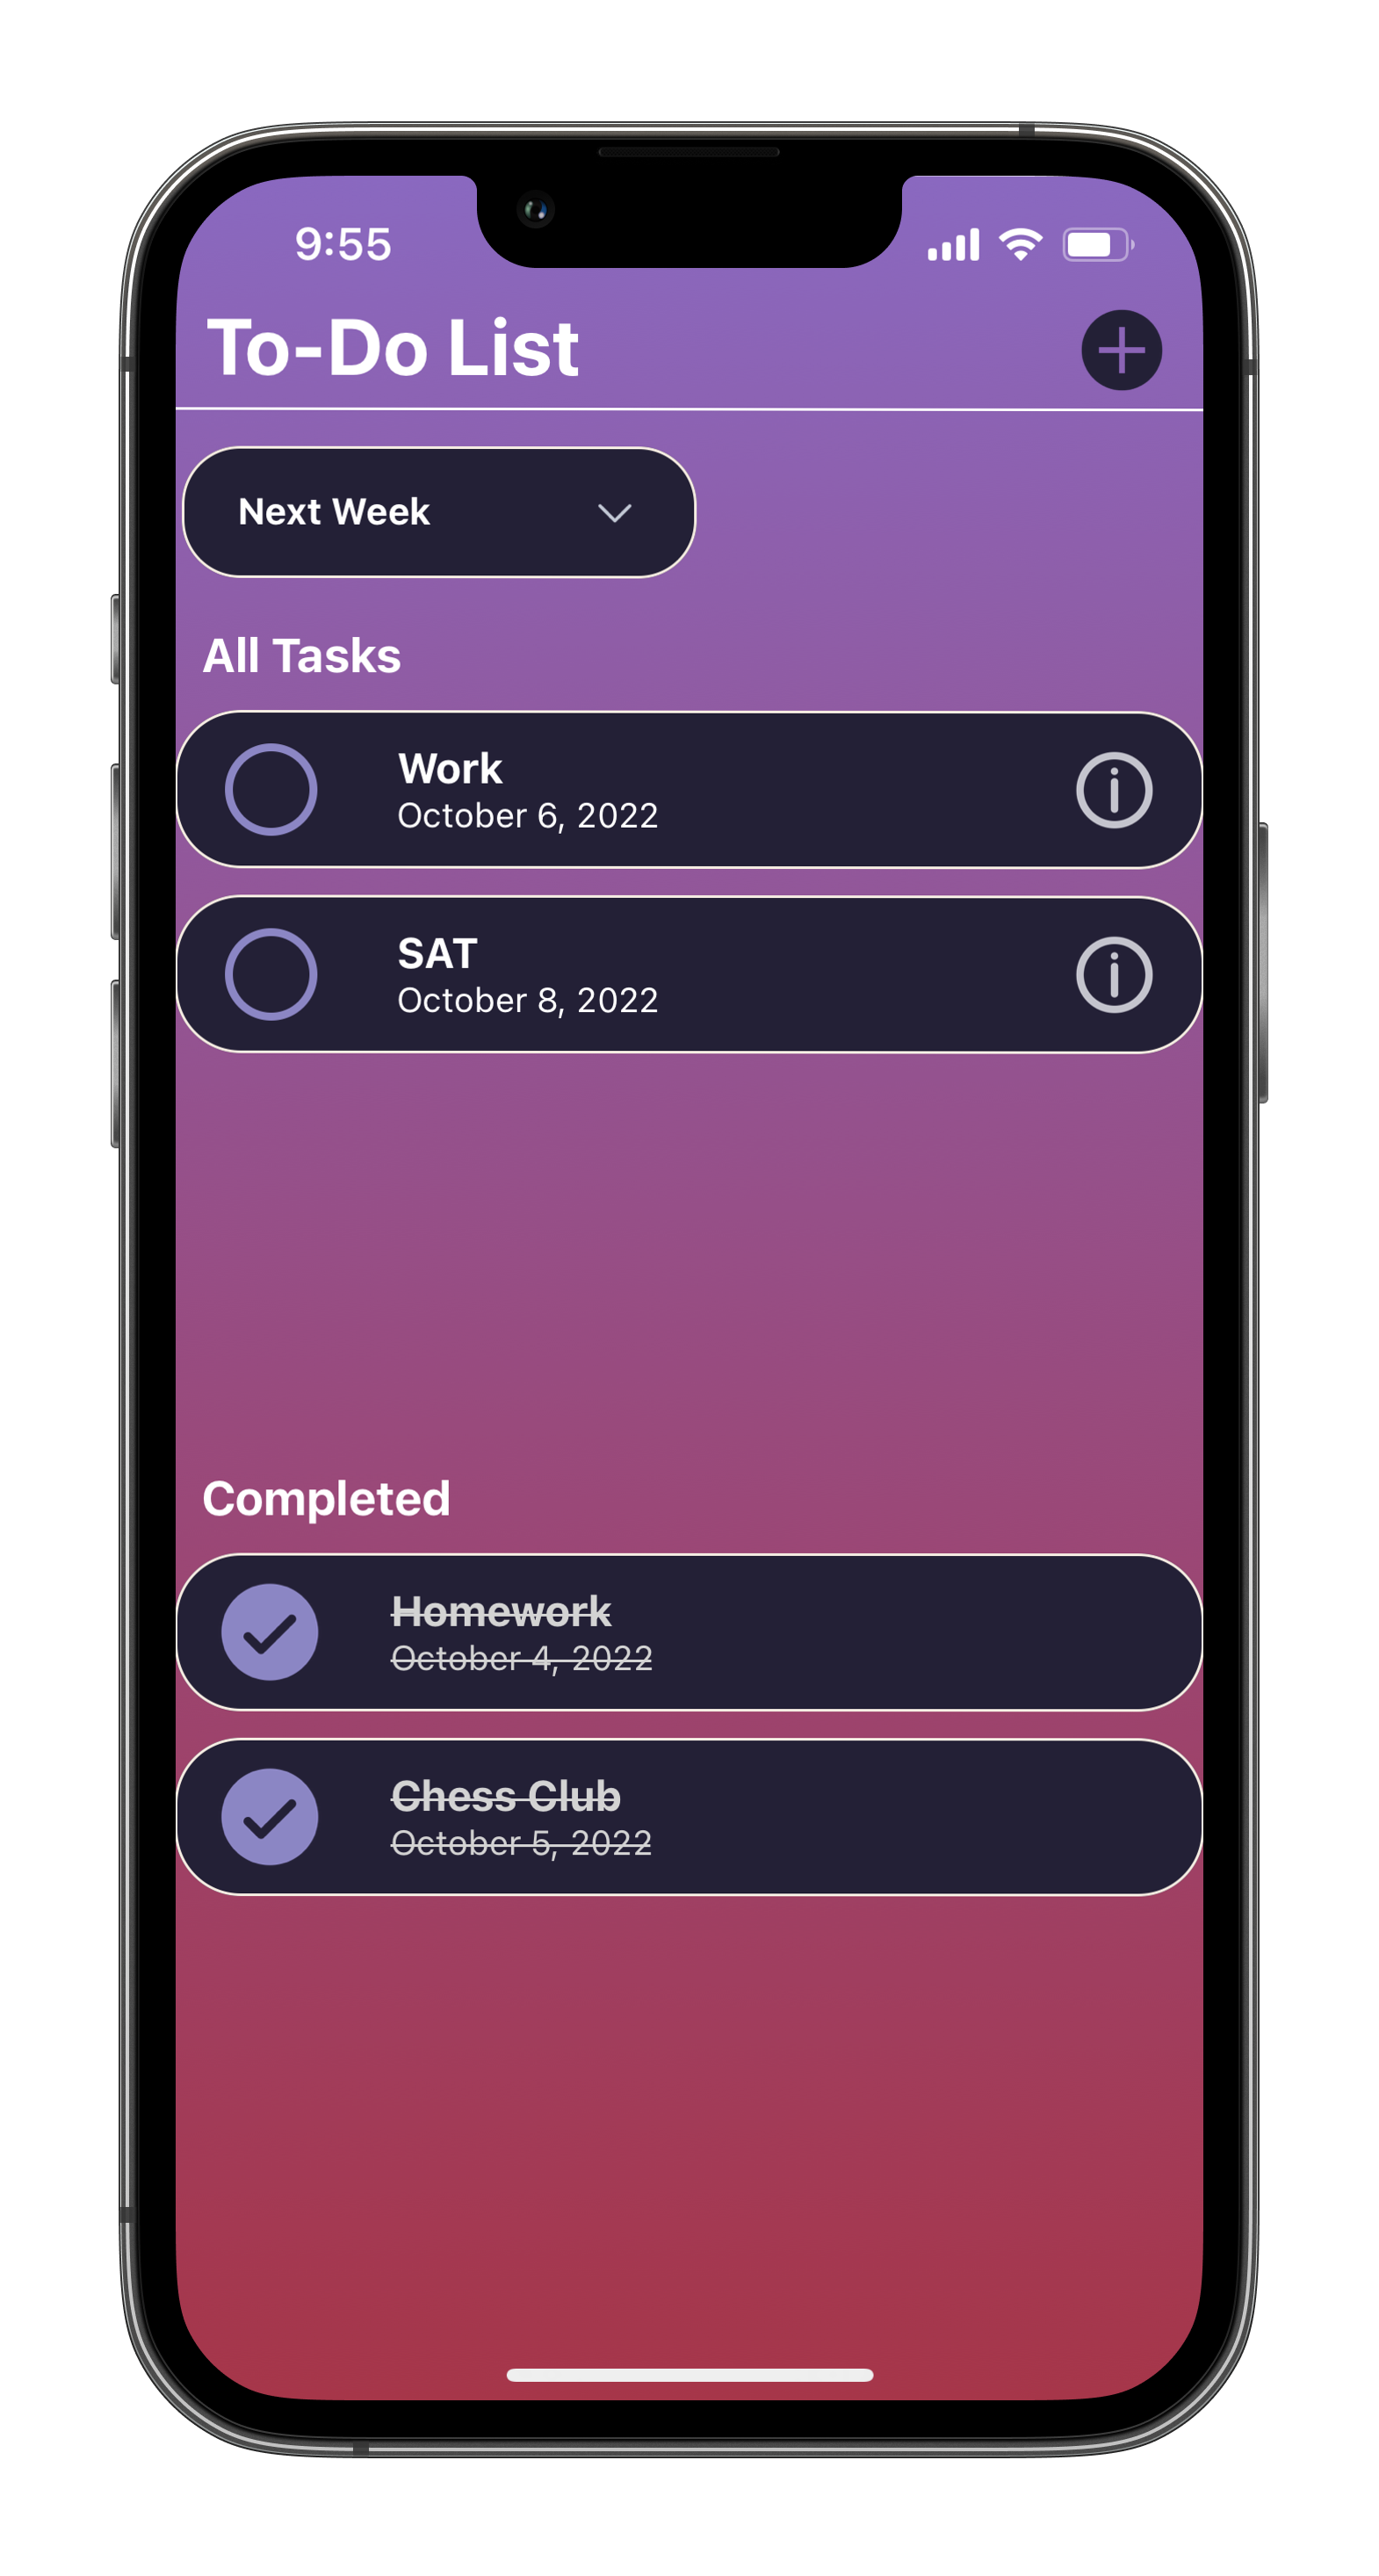 9:55
To-Do List
Next Week
All Tasks
Work
October 6, 2022
SAT
October 8, 2022
Completed
Homework
October 4, 2022
Chess Club
October 5, 2022